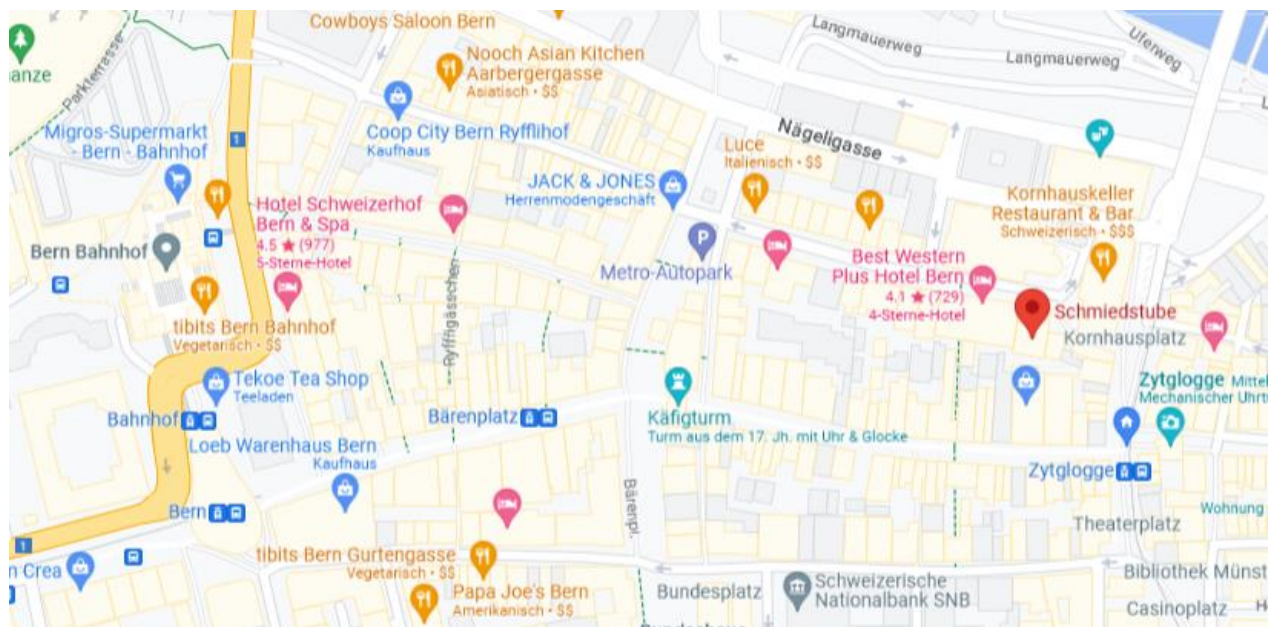 Cowboys Saloon Bern
Langmauerweg
Langmauerweg
Uferweg
anze
Parkterrasse
Nooch Asian Kitchen
Aarbergergasse
Asiatisch • $$
Migros-Supermarkt
- Bern - Bahnhof
1
Coop City Bern Ryfflihof
Kaufhaus
Nägeligasse
Luce
Italienisch • $$
JACK & JONES
Herrenmodengeschäft
Kornhauskeller
Restaurant & Bar
Schweizerisch • $$$
Hotel Schweizerhof
Bern & Spa
4.5 ★ (977)
5-Sterne-Hotel
Bern Bahnhof
P
Metro-Autopark
Best Western
Plus Hotel Bern
4.1 ★ (729)
4-Sterne-Hotel
Ryffligässchen
Schmiedstube
Kornhausplatz
tibits Bern Bahnhof
Vegetarisch • $$
Tekoe Tea Shop
Teeladen
Zytglogge
Mittel
Mechanischer Uhrtu
Bahnhof
Bärenplatz
Käfigturm
Turm aus dem 17. Jh. mit Uhr & Glocke
Loeb Warenhaus Bern
Kaufhaus
Zytglogge
Bärenpl.
Bern
Wohnung
Theaterplatz
1
tibits Bern Gurtengasse
Vegetarisch • $$
n Crea
Papa Joe's Bern
Amerikanisch • $$
Bundesplatz
Schweizerische
Nationalbank SNB
Bibliothek Münst
Casinoplatz